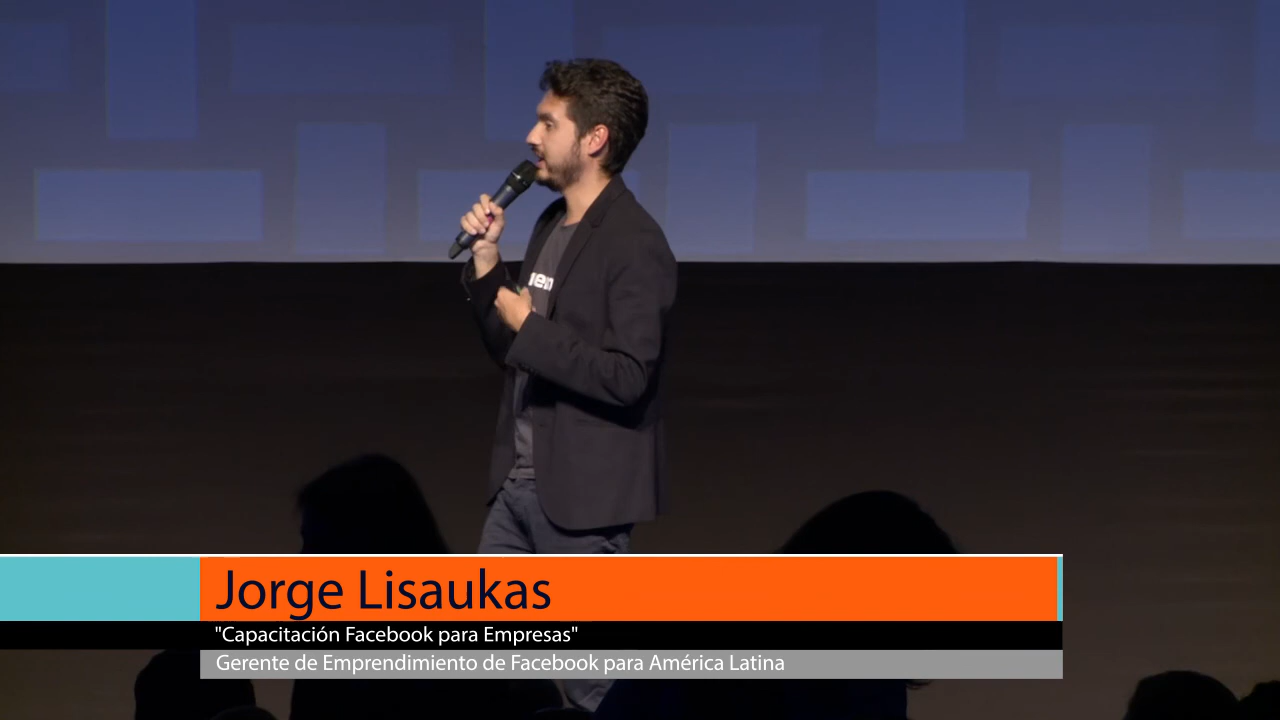 Jorge Lisaukas
"Capacitación Facebook para Empresas"
Gerente de Emprendimiento de Facebook para América Latina